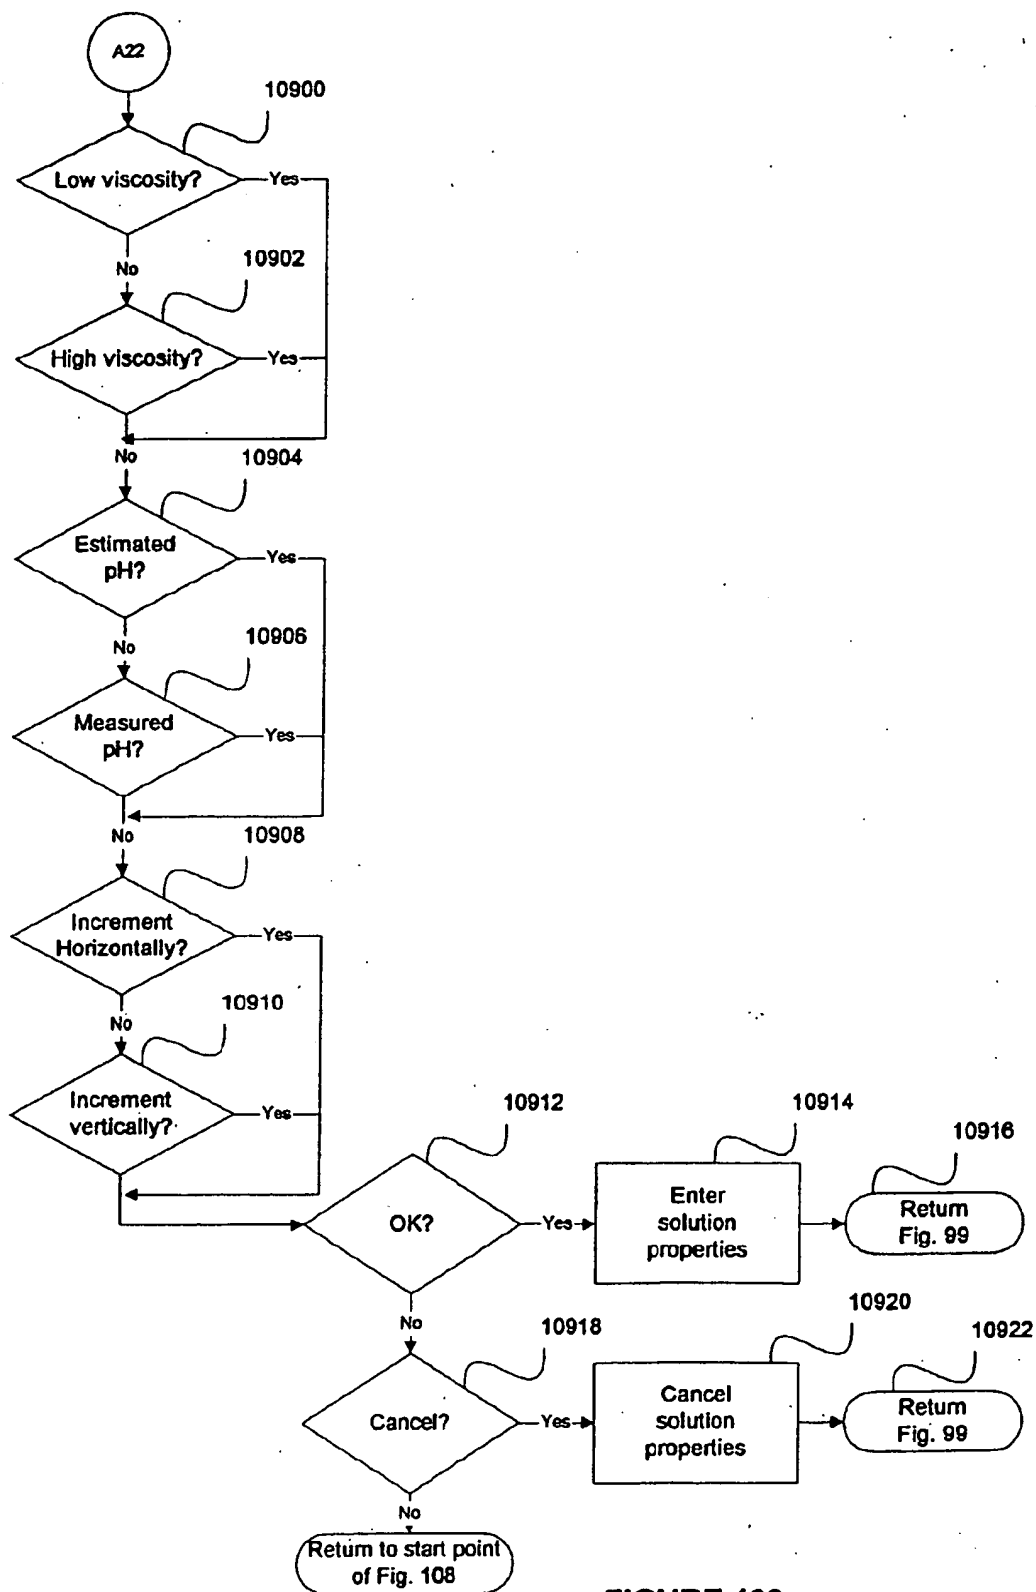 A22
10900
Low viscosity?
Yes
No
10902
High viscosity?
Yes
No
10904
Estimated
pH?
Yes
No
10906
Measured
pH?
Yes
No
10908
Increment
Horizontally?
Yes
No
10910
Increment
vertically?
Yes
10912
OK?
Yes
10914
Enter
solution
properties
10916
Return
Fig. 99
No
10918
Cancel?
Yes
10920
Cancel
solution
properties
10922
Return
Fig. 99
No
Return to start point
of Fig. 108